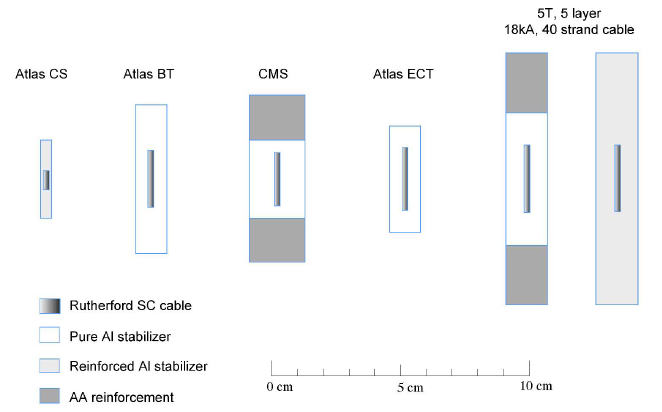 5T, 5 layer
18kA, 40 strand cable
Atlas CS
Atlas BT
CMS
Atlas ECT
Rutherford SC cable
Pure Al stabilizer
Reinforced Al stabilizer
AA reinforcement
0 cm
5 cm
10 cm